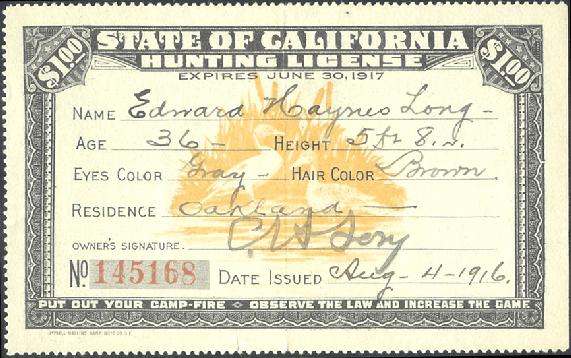 $1.00 STATE OF CALIFORNIA $1.00
HUNTING LICENSE
EXPIRES JUNE 30, 1917
NAME Edward Haynes Long -
AGE 36 - HEIGHT 5 ft 8 in.
EYES COLOR Gray - HAIR COLOR Brown
RESIDENCE Oakland -
OWNER'S SIGNATURE. E H Long
No. 145168 DATE ISSUED Aug - 4 - 1916.
PUT OUT YOUR CAMP-FIRE OBSERVE THE LAW AND INCREASE THE GAME